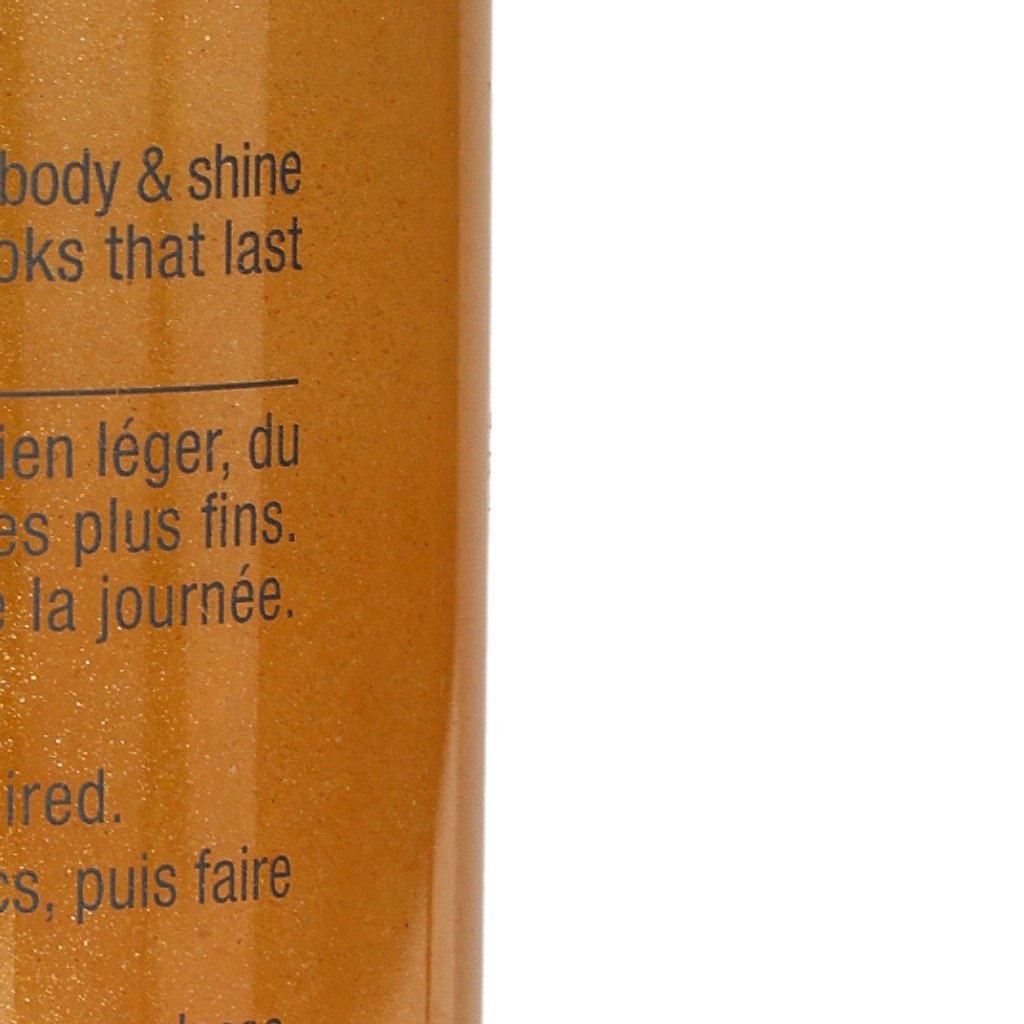 body & shine
oks that last
ien léger, du
es plus fins.
e la journée.
ired.
cs, puis faire